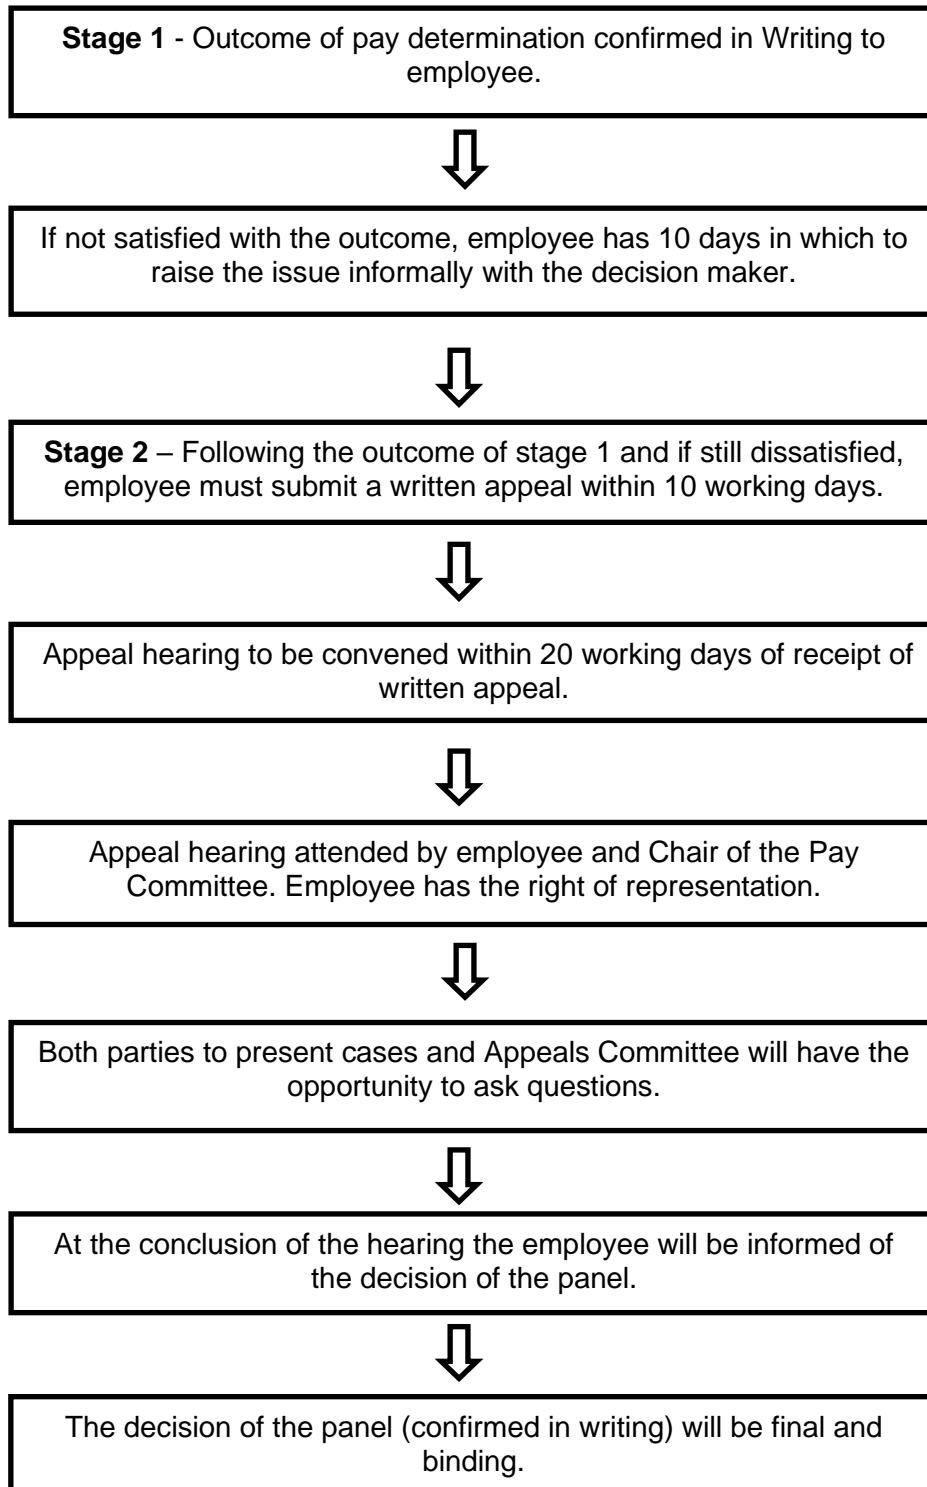 Stage 1 - Outcome of pay determination confirmed in Writing to
employee.
If not satisfied with the outcome, employee has 10 days in which to
raise the issue informally with the decision maker.
Stage 2 – Following the outcome of stage 1 and if still dissatisfied,
employee must submit a written appeal within 10 working days.
Appeal hearing to be convened within 20 working days of receipt of
written appeal.
Appeal hearing attended by employee and Chair of the Pay
Committee. Employee has the right of representation.
Both parties to present cases and Appeals Committee will have the
opportunity to ask questions.
At the conclusion of the hearing the employee will be informed of
the decision of the panel.
The decision of the panel (confirmed in writing) will be final and
binding.